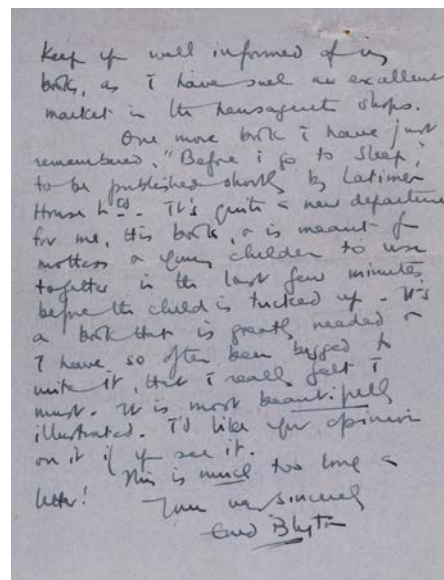 Keep you well informed of my
books, as I have such an excellent
market in the newsagents shops.
One more book I have just
remembered, "Before I go to Sleep",
to be published shortly by Latimer
House Ltd. It's quite a new departure
for me, this book, & is meant for
mothers & young children to use
together in the last few minutes
before the child is tucked up. It's
a book that is greatly needed &
I have so often been begged to
write it, that I really felt I
must. It is most beautifully
illustrated. I'd like your opinion
on it if you see it.
This is much too long a
letter!
Yours very sincerely
Enid Blyton